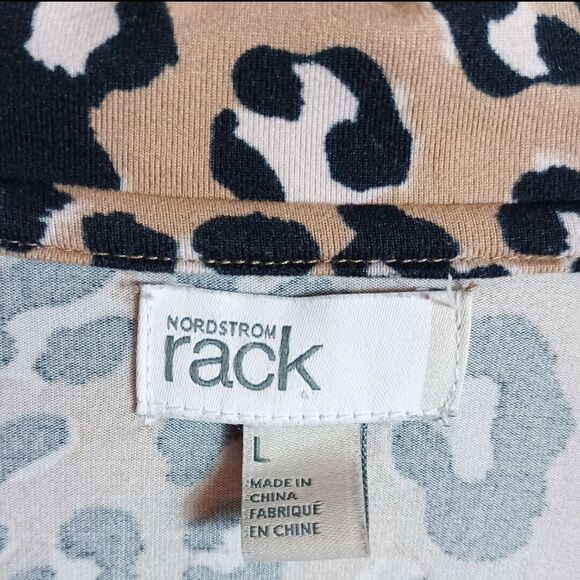 NORDSTROM
rack
L
MADE IN
CHINA
FABRIQUÉ
EN CHINE